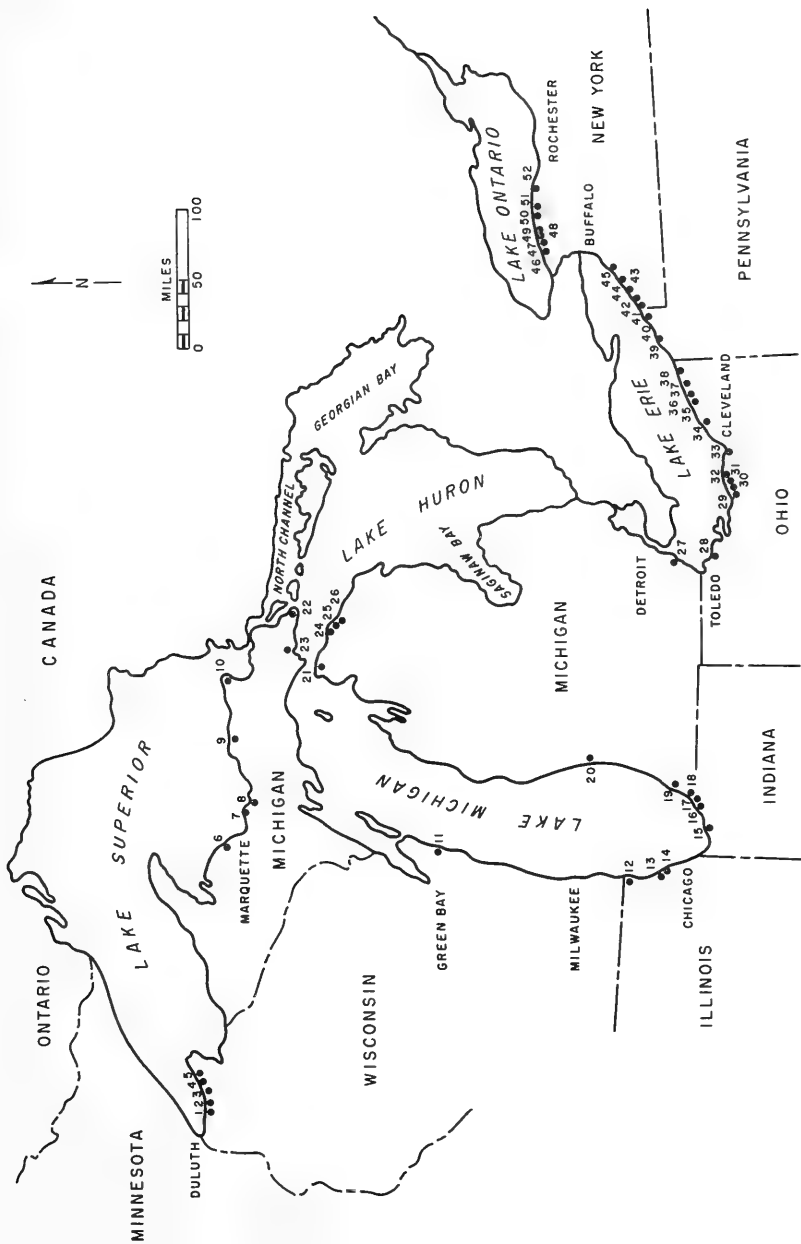 CANADA
N
MILES
0 50 100
ONTARIO
MINNESOTA
LAKE SUPERIOR
DULUTH
1 2 3 4 5
6
7
8
9
10
MARQUETTE
MICHIGAN
NORTH CHANNEL
GEORGIAN BAY
LAKE HURON
22
23
21
24
25
26
SAGINAW BAY
WISCONSIN
GREEN BAY
11
LAKE MICHIGAN
MICHIGAN
MILWAUKEE
12
13
14
CHICAGO
15
16
17
18
19
20
ILLINOIS
INDIANA
DETROIT
27
28
TOLEDO
LAKE ERIE
29
30
31
32
33
CLEVELAND
34
35
36
37
38
39
40
41
42
43
44
45
OHIO
PENNSYLVANIA
BUFFALO
LAKE ONTARIO
46
47
48
49
50
51
52
ROCHESTER
NEW YORK